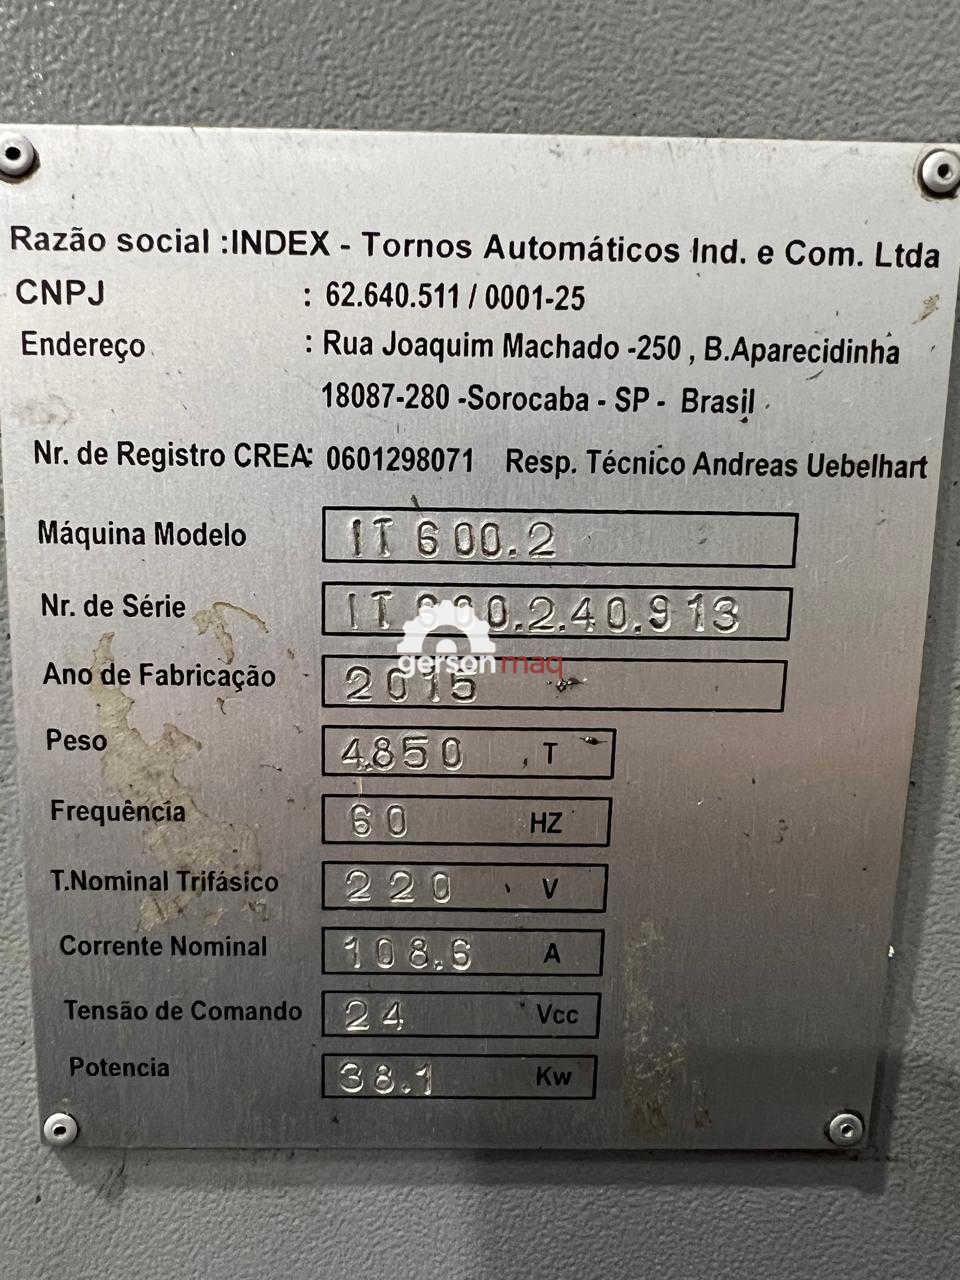 Razão social :INDEX - Tornos Automáticos Ind. e Com. Ltda
CNPJ : 62.640.511 / 0001-25
Endereço : Rua Joaquim Machado -250 , B.Aparecidinha
18087-280 -Sorocaba - SP - Brasil
Nr. de Registro CREA: 0601298071 Resp. Técnico Andreas Uebelhart
Máquina Modelo IT 600.2
Nr. de Série IT 600.2.40.913
gersonmaq
Ano de Fabricação 2015
Peso 4.850 T
Frequência 60 HZ
T.Nominal Trifásico 220 V
Corrente Nominal 108.6 A
Tensão de Comando 24 Vcc
Potencia 38.1 Kw